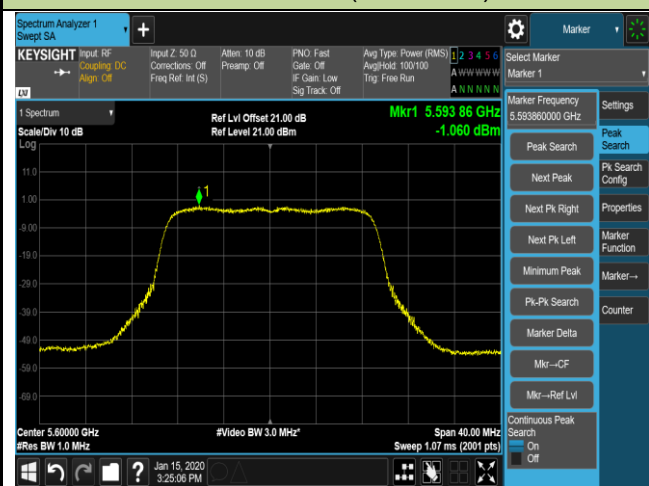 Spectrum Analyzer 1
Swept SA
Marker
KEYSIGHT
Input: RF
Coupling: DC
Align: Off
Input Z: 50 Ω
Corrections: Off
Freq Ref: Int (S)
Atten: 10 dB
Preamp: Off
PNO: Fast
Gate: Off
IF Gain: Low
Sig Track: Off
Avg Type: Power (RMS)
Avg|Hold: 100/100
Trig: Free Run
1 2 3 4 5 6
A W W W W W
A N N N N N
LXI
Select Marker
Marker 1
1 Spectrum
Scale/Div 10 dB
Log
Ref Lvl Offset 21.00 dB
Ref Level 21.00 dBm
Mkr1 5.593 86 GHz
-1.060 dBm
11.0
1.00
-9.00
-19.0
-29.0
-39.0
-49.0
-59.0
-69.0
1
Center 5.60000 GHz
#Res BW 1.0 MHz
#Video BW 3.0 MHz*
Span 40.00 MHz
Sweep 1.07 ms (2001 pts)
Marker Frequency
5.593860000 GHz
Peak Search
Next Peak
Next Pk Right
Next Pk Left
Minimum Peak
Pk-Pk Search
Marker Delta
Mkr→CF
Mkr→Ref Lvl
Continuous Peak
Search
On
Off
Settings
Peak
Search
Pk Search
Config
Properties
Marker
Function
Marker→
Counter
Jan 15, 2020
3:25:06 PM